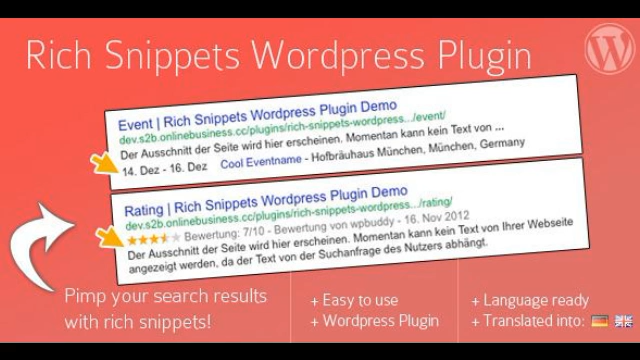 Rich Snippets Wordpress Plugin
Event | Rich Snippets Wordpress Plugin Demo
dev.s2b.onlinebusiness.cc/plugins/rich-snippets-wordpress.../event/
Der Ausschnitt der Seite wird hier erscheinen. Momentan kann kein Text von ...
14. Dez - 16. Dez Cool Eventname - Hofbräuhaus München, München, Germany
Rating | Rich Snippets Wordpress Plugin Demo
dev.s2b.onlinebusiness.cc/plugins/rich-snippets-wordpress.../rating/
Bewertung: 7/10 - Bewertung von wpbuddy - 16. Nov 2012
Der Ausschnitt der Seite wird hier erscheinen. Momentan kann kein Text von Ihrer Webseite
angezeigt werden, da der Text von der Suchanfrage des Nutzers abhängt.
Pimp your search results
with rich snippets!
+ Easy to use
+ Wordpress Plugin
+ Language ready
+ Translated into: